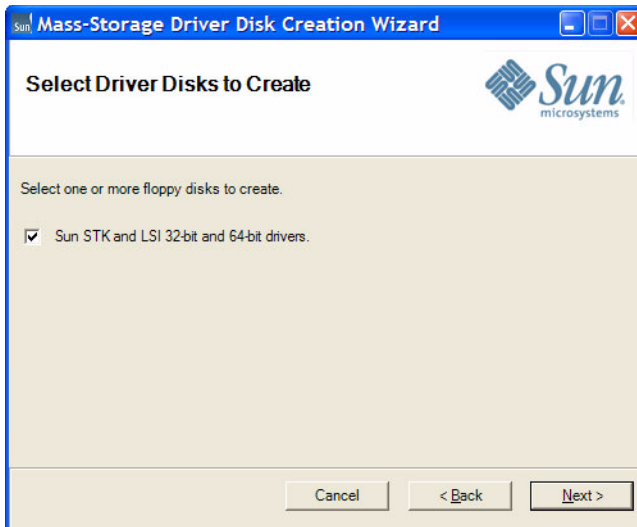 Sun Mass-Storage Driver Disk Creation Wizard
Select Driver Disks to Create
Sun
microsystems
Select one or more floppy disks to create.
Sun STK and LSI 32-bit and 64-bit drivers.
Cancel
< Back
Next >